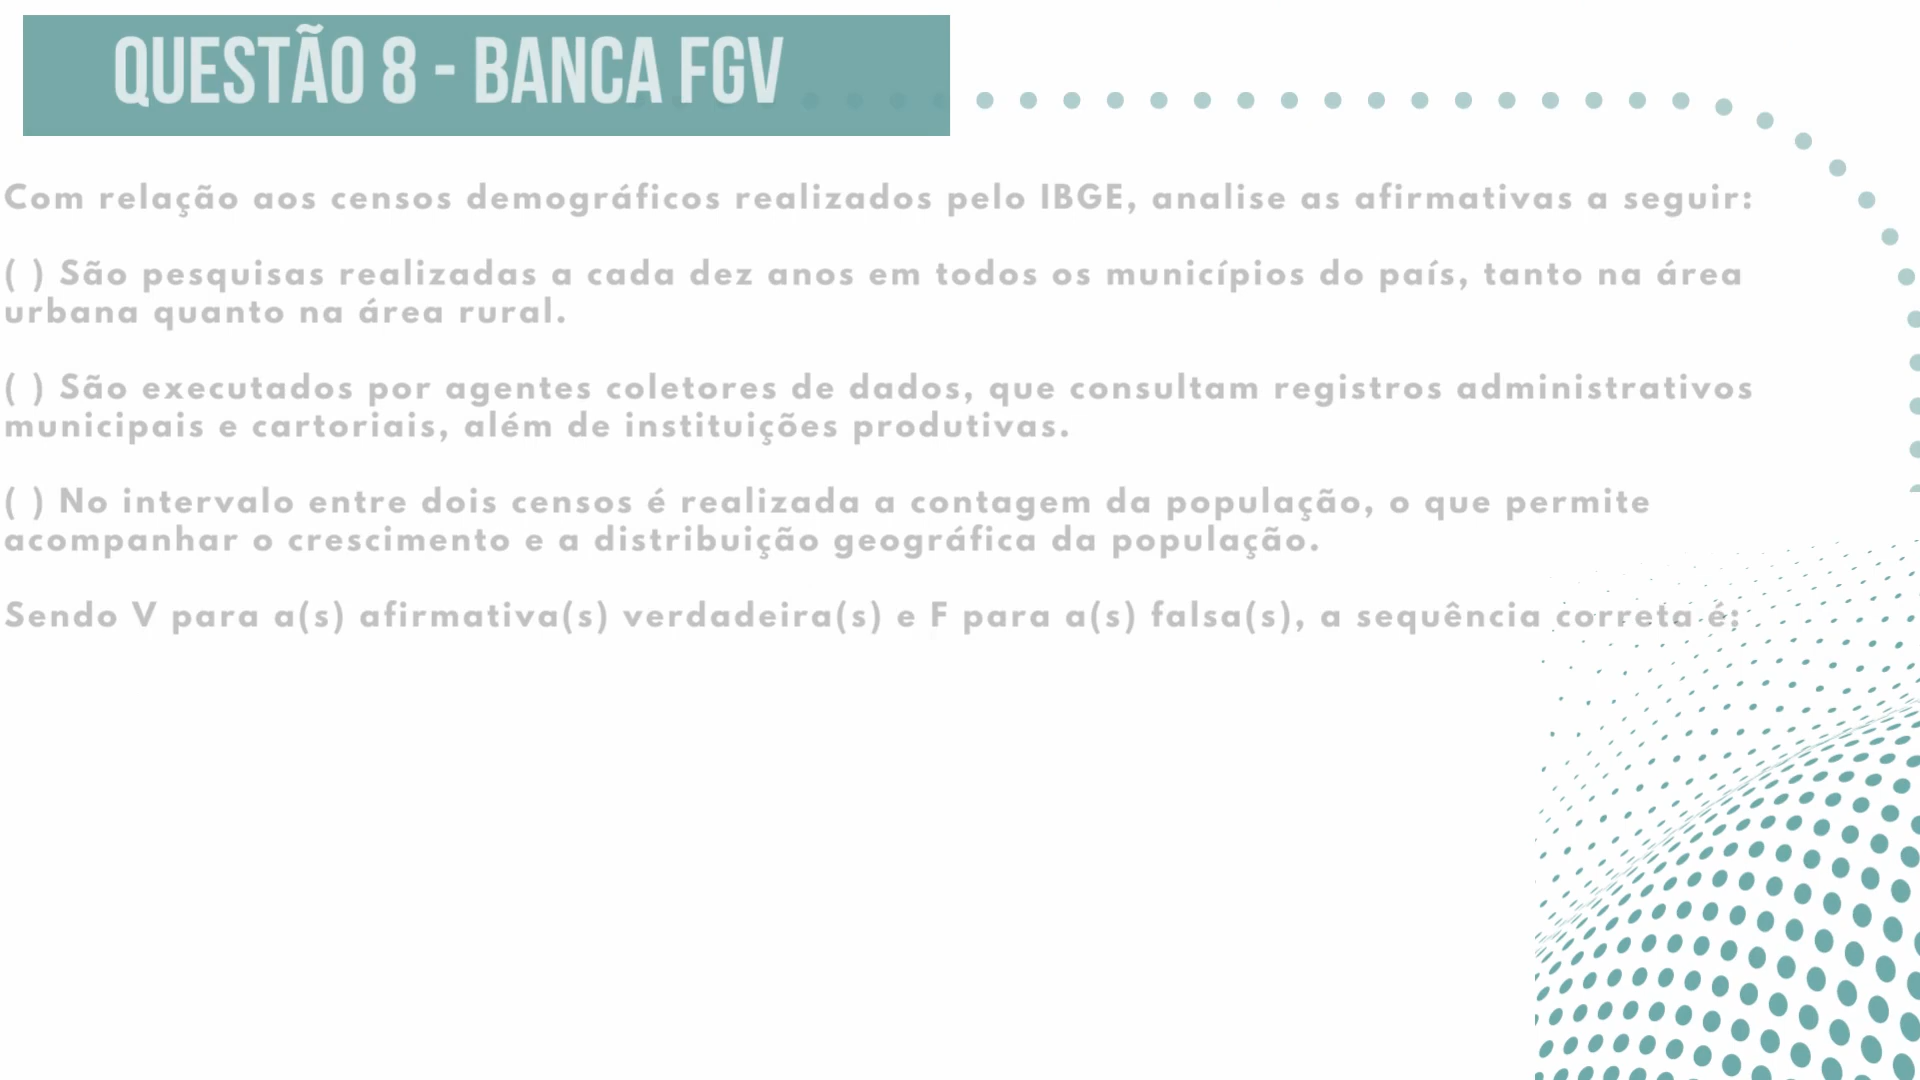 QUESTÃO 8 - BANCA FGV
Com relação aos censos demográficos realizados pelo IBGE, analise as afirmativas a seguir:
( ) São pesquisas realizadas a cada dez anos em todos os municípios do país, tanto na área
urbana quanto na área rural.
( ) São executados por agentes coletores de dados, que consultam registros administrativos
municipais e cartoriais, além de instituições produtivas.
( ) No intervalo entre dois censos é realizada a contagem da população, o que permite
acompanhar o crescimento e a distribuição geográfica da população.
Sendo V para a(s) afirmativa(s) verdadeira(s) e F para a(s) falsa(s), a sequência correta é: